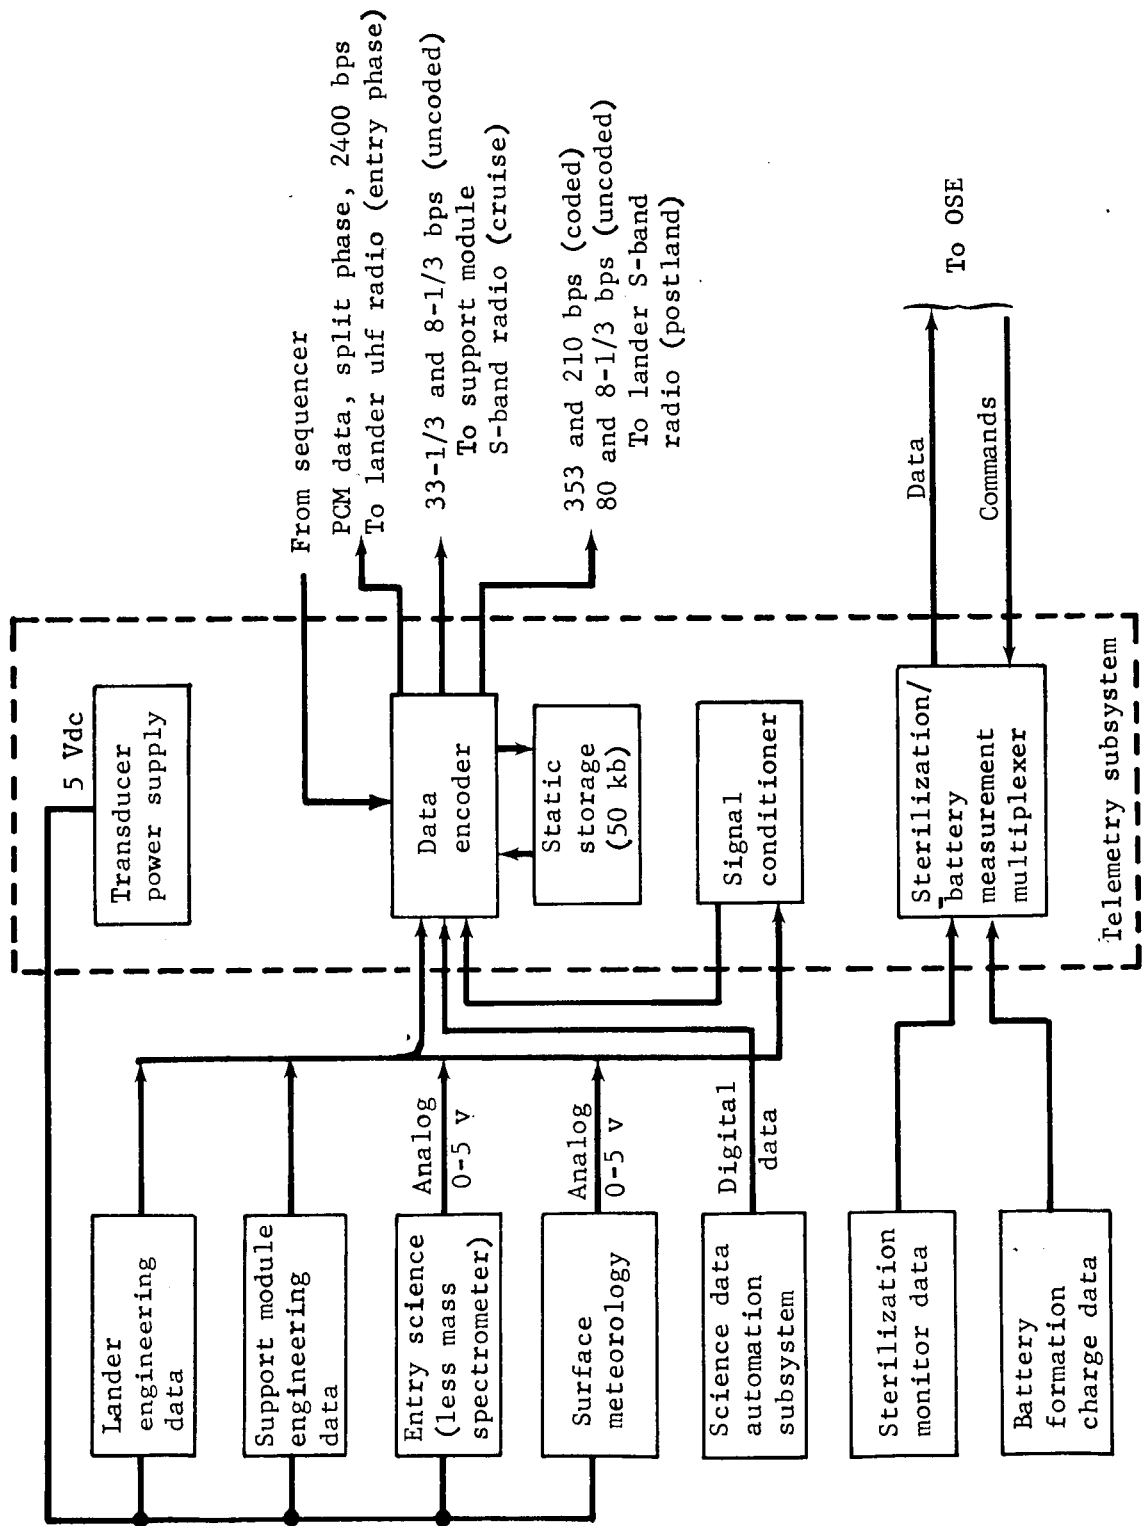 5 Vdc
Transducer
power supply
From sequencer
PCM data, split phase, 2400 bps
To lander uhf radio (entry phase)
33-1/3 and 8-1/3 bps (uncoded)
To support module
S-band radio (cruise)
353 and 210 bps (coded)
80 and 8-1/3 bps (uncoded)
To lander S-band
radio (postland)
Data
encoder
Static
storage
(50 kb)
Signal
conditioner
Sterilization/
battery
measurement
multiplexer
Data
Commands
To OSE
Telemetry subsystem
Lander
engineering
data
Support module
engineering
data
Entry science
(less mass
spectrometer)
Analog
0-5 v
Surface
meteorology
Analog
0-5 v
Science data
automation
subsystem
Digital
data
Sterilization
monitor data
Battery
formation
charge data